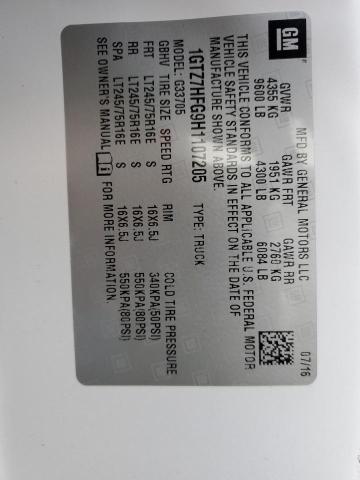 GM
MFD BY GENERAL MOTORS LLC
07/16
GVWR GAWR FRT GAWR RR
4355 KG 1951 KG 2760 KG
9600 LB 4300 LB 6084 LB
THIS VEHICLE CONFORMS TO ALL APPLICABLE U.S. FEDERAL MOTOR
VEHICLE SAFETY STANDARDS IN EFFECT ON THE DATE OF
MANUFACTURE SHOWN ABOVE.
1GTZ7HFG9H1107205 TYPE: TRUCK
MODEL: G33705
GBHV TIRE SIZE SPEED RTG RIM COLD TIRE PRESSURE
FRT LT245/75R16E S 16X6.5J 340KPA(50PSI)
RR LT245/75R16E S 16X6.5J 550KPA(80PSI)
SPA LT245/75R16E S 16X6.5J 550KPA(80PSI)
SEE OWNER'S MANUAL FOR MORE INFORMATION.